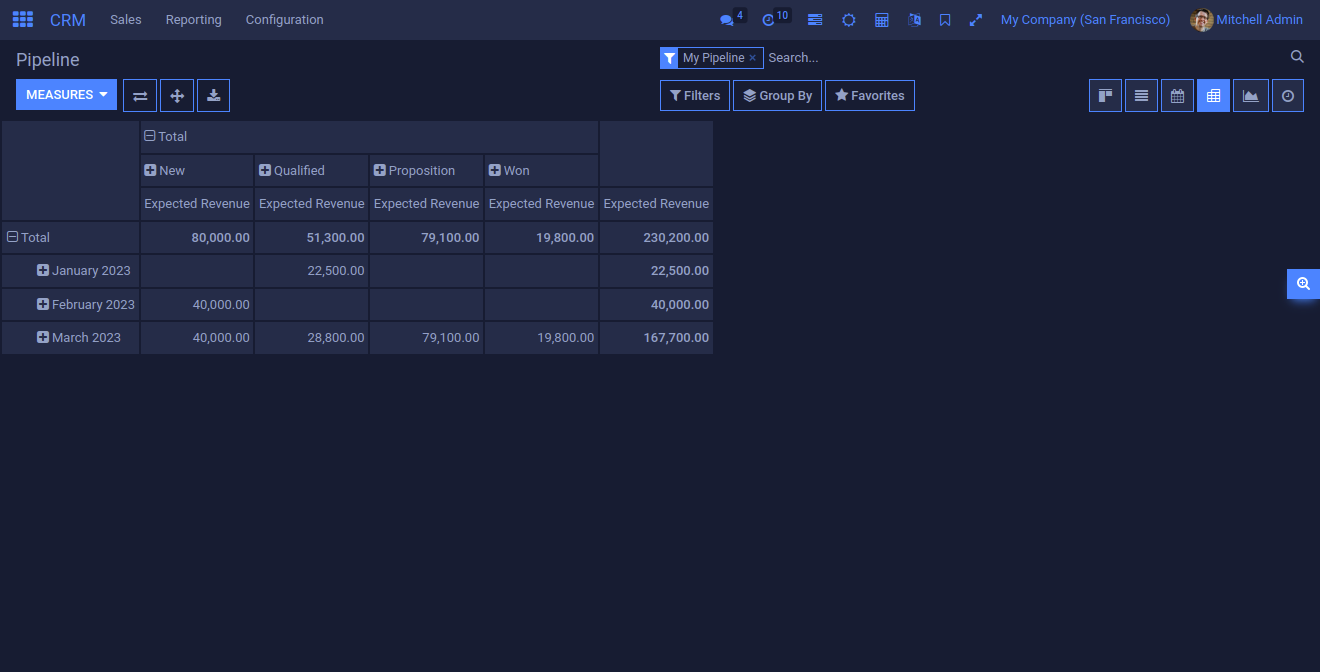 CRM Sales Reporting Configuration 4 10 My Company (San Francisco) Mitchell Admin
Pipeline My Pipeline × Search...
MEASURES Filters Group By Favorites
Total
New Qualified Proposition Won
Expected Revenue Expected Revenue Expected Revenue Expected Revenue Expected Revenue
Total 80,000.00 51,300.00 79,100.00 19,800.00 230,200.00
January 2023 22,500.00 22,500.00
February 2023 40,000.00 40,000.00
March 2023 40,000.00 28,800.00 79,100.00 19,800.00 167,700.00